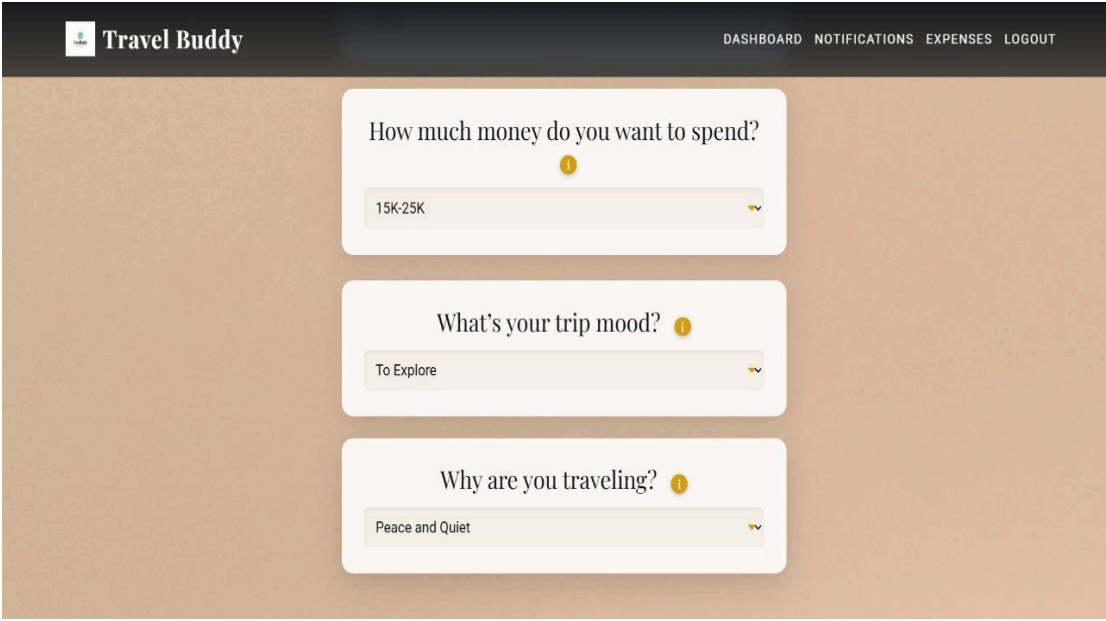 Travel Buddy
DASHBOARD NOTIFICATIONS EXPENSES LOGOUT
How much money do you want to spend?
i
15K-25K
What’s your trip mood? i
To Explore
Why are you traveling? i
Peace and Quiet